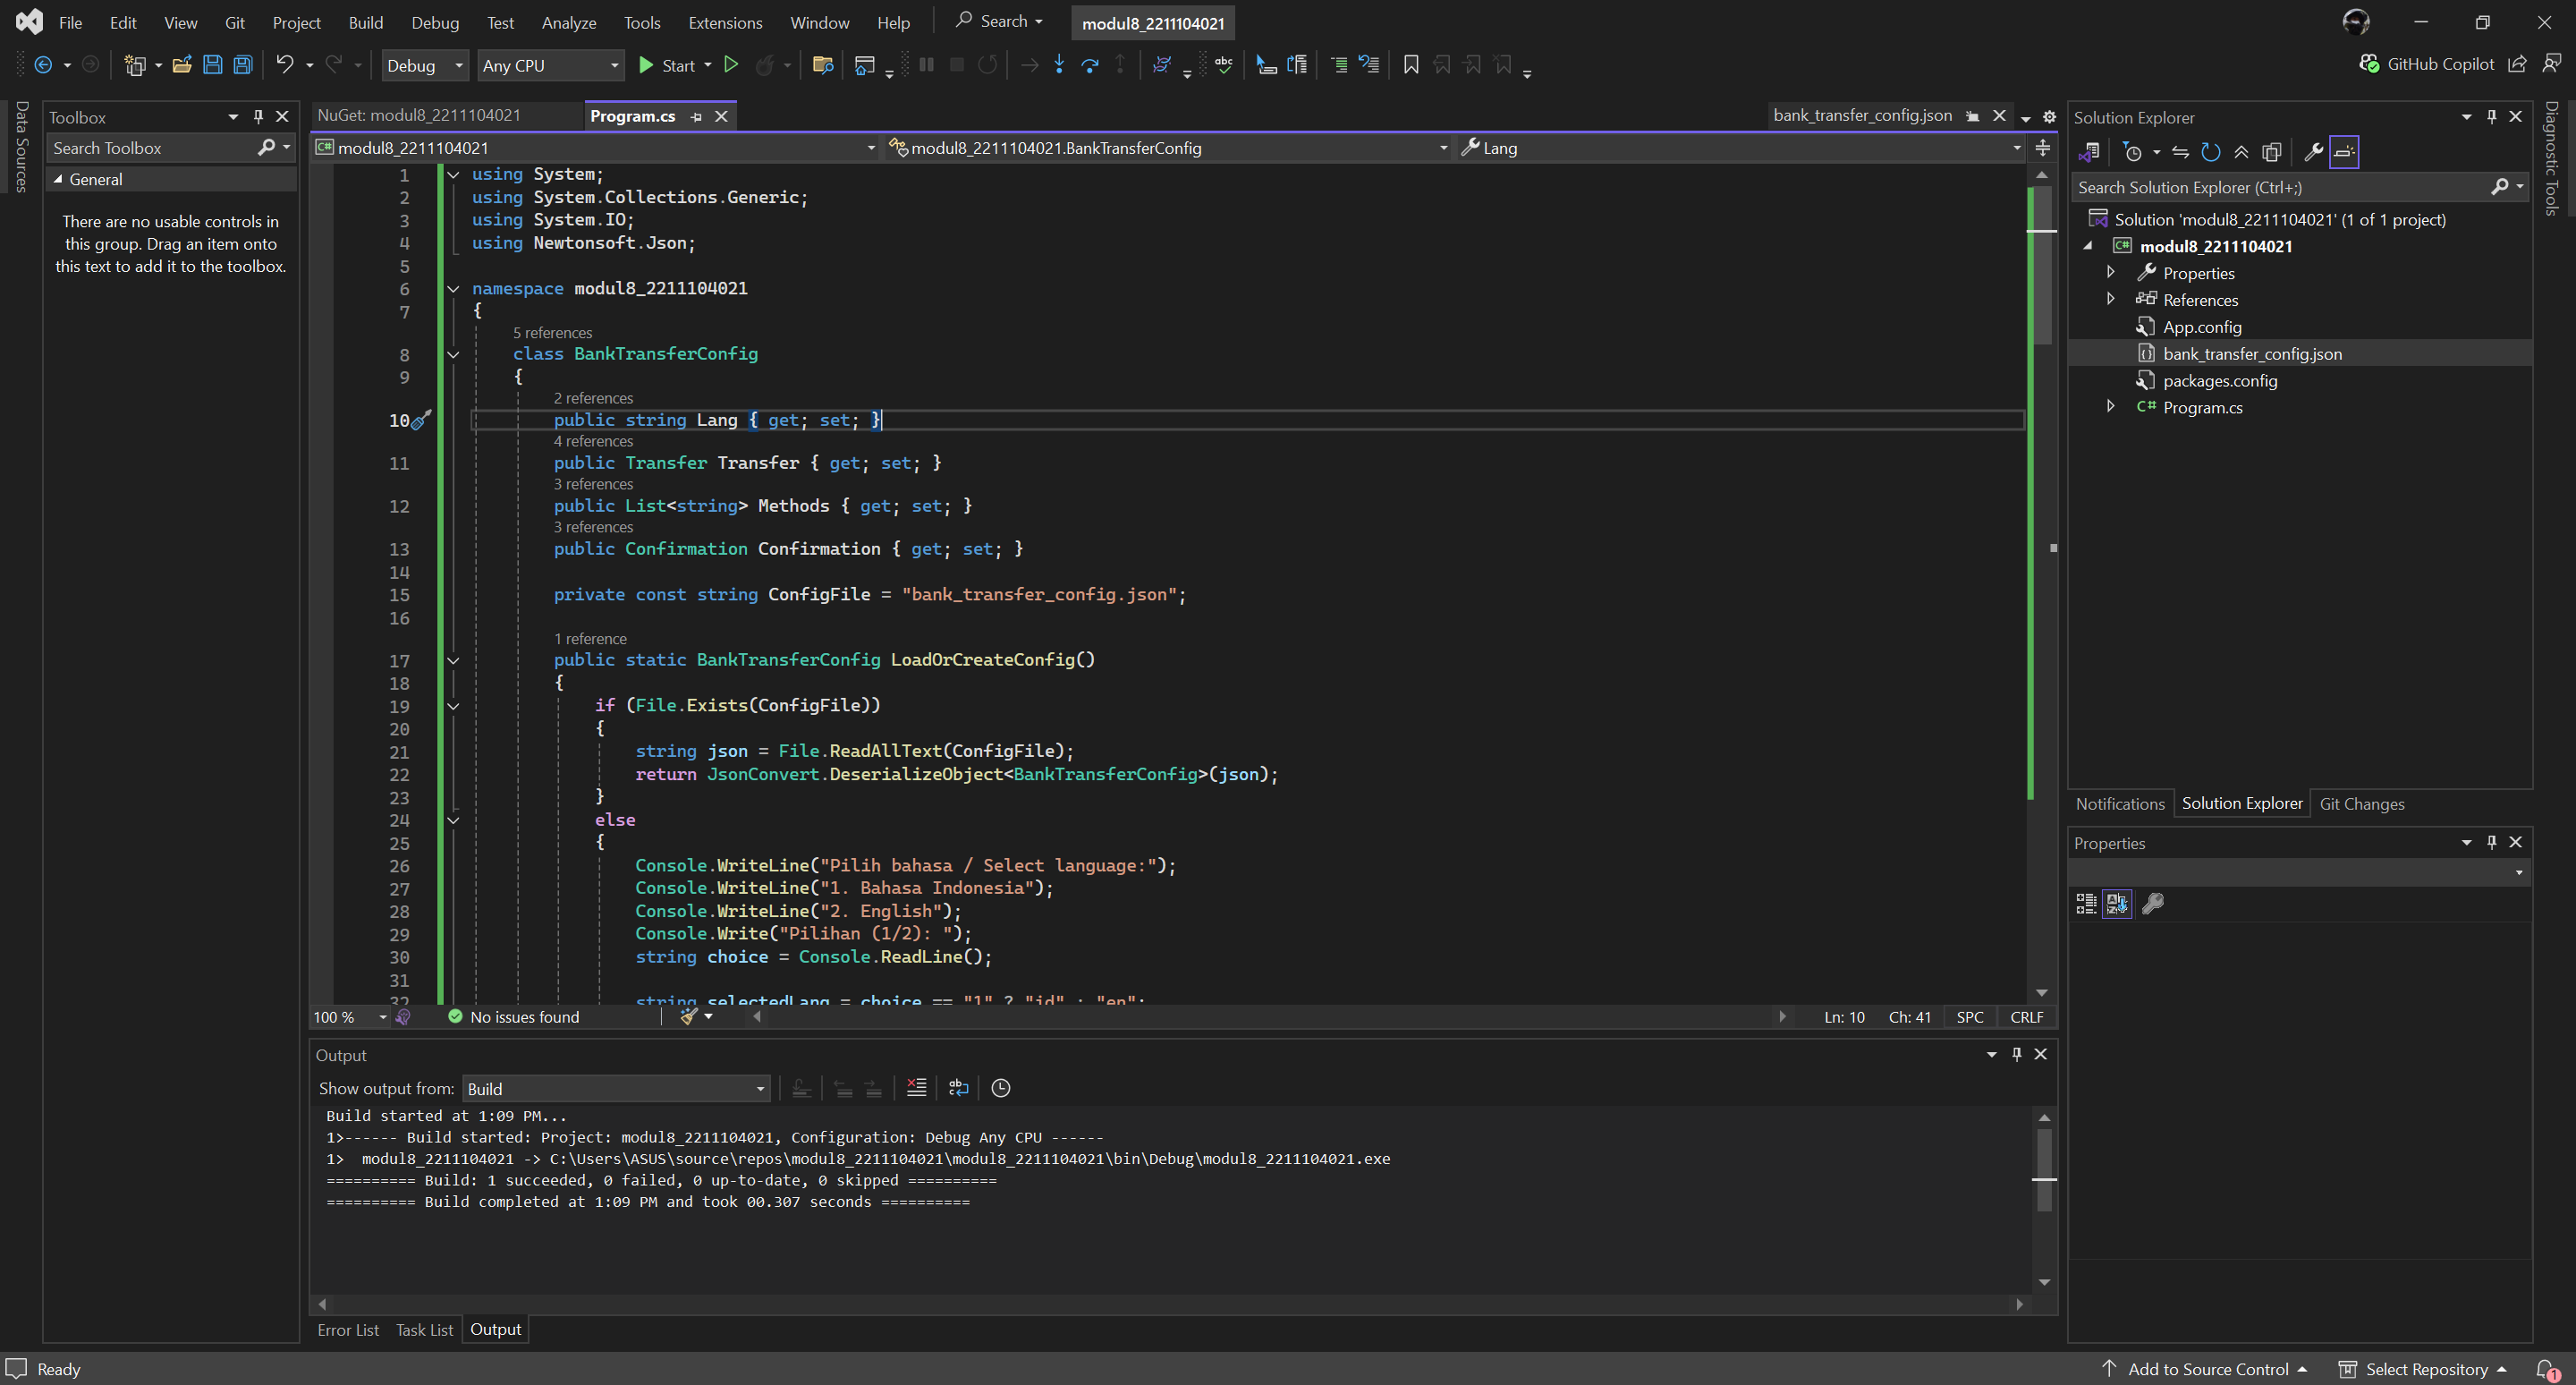 File Edit View Git Project Build Debug Test Analyze Tools Extensions Window Help Search modul8_2211104021
Debug Any CPU Start GitHub Copilot
Data Sources
Toolbox
Search Toolbox
General
There are no usable controls in
this group. Drag an item onto
this text to add it to the toolbox.
NuGet: modul8_2211104021 Program.cs bank_transfer_config.json
modul8_2211104021 modul8_2211104021.BankTransferConfig Lang
1 using System;
2 using System.Collections.Generic;
3 using System.IO;
4 using Newtonsoft.Json;
5
6 namespace modul8_2211104021
7 {
5 references
8 class BankTransferConfig
9 {
2 references
10 public string Lang { get; set; }
4 references
11 public Transfer Transfer { get; set; }
3 references
12 public List<string> Methods { get; set; }
3 references
13 public Confirmation Confirmation { get; set; }
14
15 private const string ConfigFile = "bank_transfer_config.json";
16
1 reference
17 public static BankTransferConfig LoadOrCreateConfig()
18 {
19 if (File.Exists(ConfigFile))
20 {
21 string json = File.ReadAllText(ConfigFile);
22 return JsonConvert.DeserializeObject<BankTransferConfig>(json);
23 }
24 else
25 {
26 Console.WriteLine("Pilih bahasa / Select language:");
27 Console.WriteLine("1. Bahasa Indonesia");
28 Console.WriteLine("2. English");
29 Console.Write("Pilihan (1/2): ");
30 string choice = Console.ReadLine();
31
32 string selectedLang = choice == "1" ? "id" : "en";
100 % No issues found Ln: 10 Ch: 41 SPC CRLF
Output
Show output from: Build
Build started at 1:09 PM...
1>------ Build started: Project: modul8_2211104021, Configuration: Debug Any CPU ------
1> modul8_2211104021 -> C:\Users\ASUS\source\repos\modul8_2211104021\modul8_2211104021\bin\Debug\modul8_2211104021.exe
========== Build: 1 succeeded, 0 failed, 0 up-to-date, 0 skipped ==========
========== Build completed at 1:09 PM and took 00.307 seconds ==========
Error List Task List Output
Solution Explorer
Search Solution Explorer (Ctrl+;)
Solution 'modul8_2211104021' (1 of 1 project)
modul8_2211104021
Properties
References
App.config
bank_transfer_config.json
packages.config
C# Program.cs
Notifications Solution Explorer Git Changes
Properties
Diagnostic Tools
Ready Add to Source Control Select Repository 1